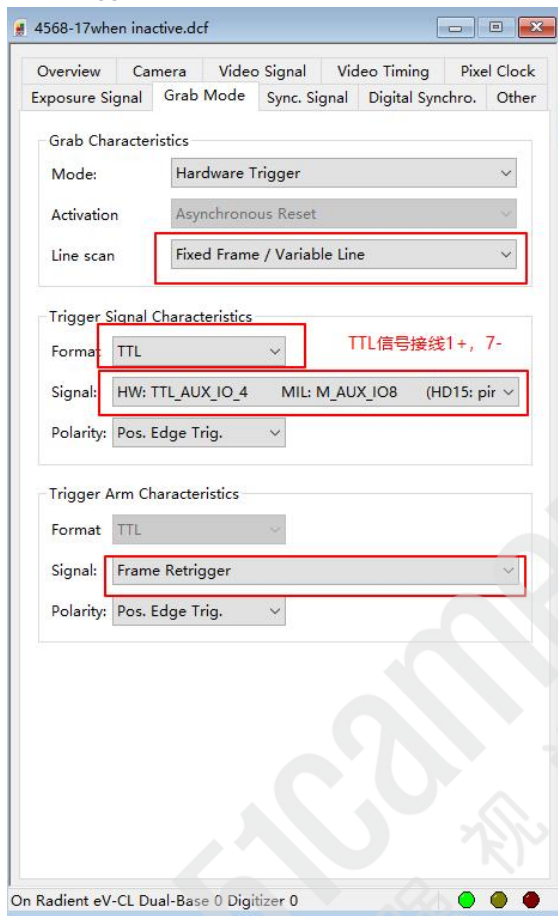 4568-17when inactive.dcf
Overview Camera Video Signal Video Timing Pixel Clock
Exposure Signal Grab Mode Sync. Signal Digital Synchro. Other
Grab Characteristics
Mode: Hardware Trigger
Activation Asynchronous Reset
Line scan Fixed Frame / Variable Line
Trigger Signal Characteristics
Format TTL
TTL信号接线1+，7-
Signal: HW: TTL_AUX_IO_4 MIL: M_AUX_IO8 (HD15: pin
Polarity: Pos. Edge Trig.
Trigger Arm Characteristics
Format TTL
Signal: Frame Retrigger
Polarity: Pos. Edge Trig.
51camer
视
On Radient eV-CL Dual-Base 0 Digitizer 0